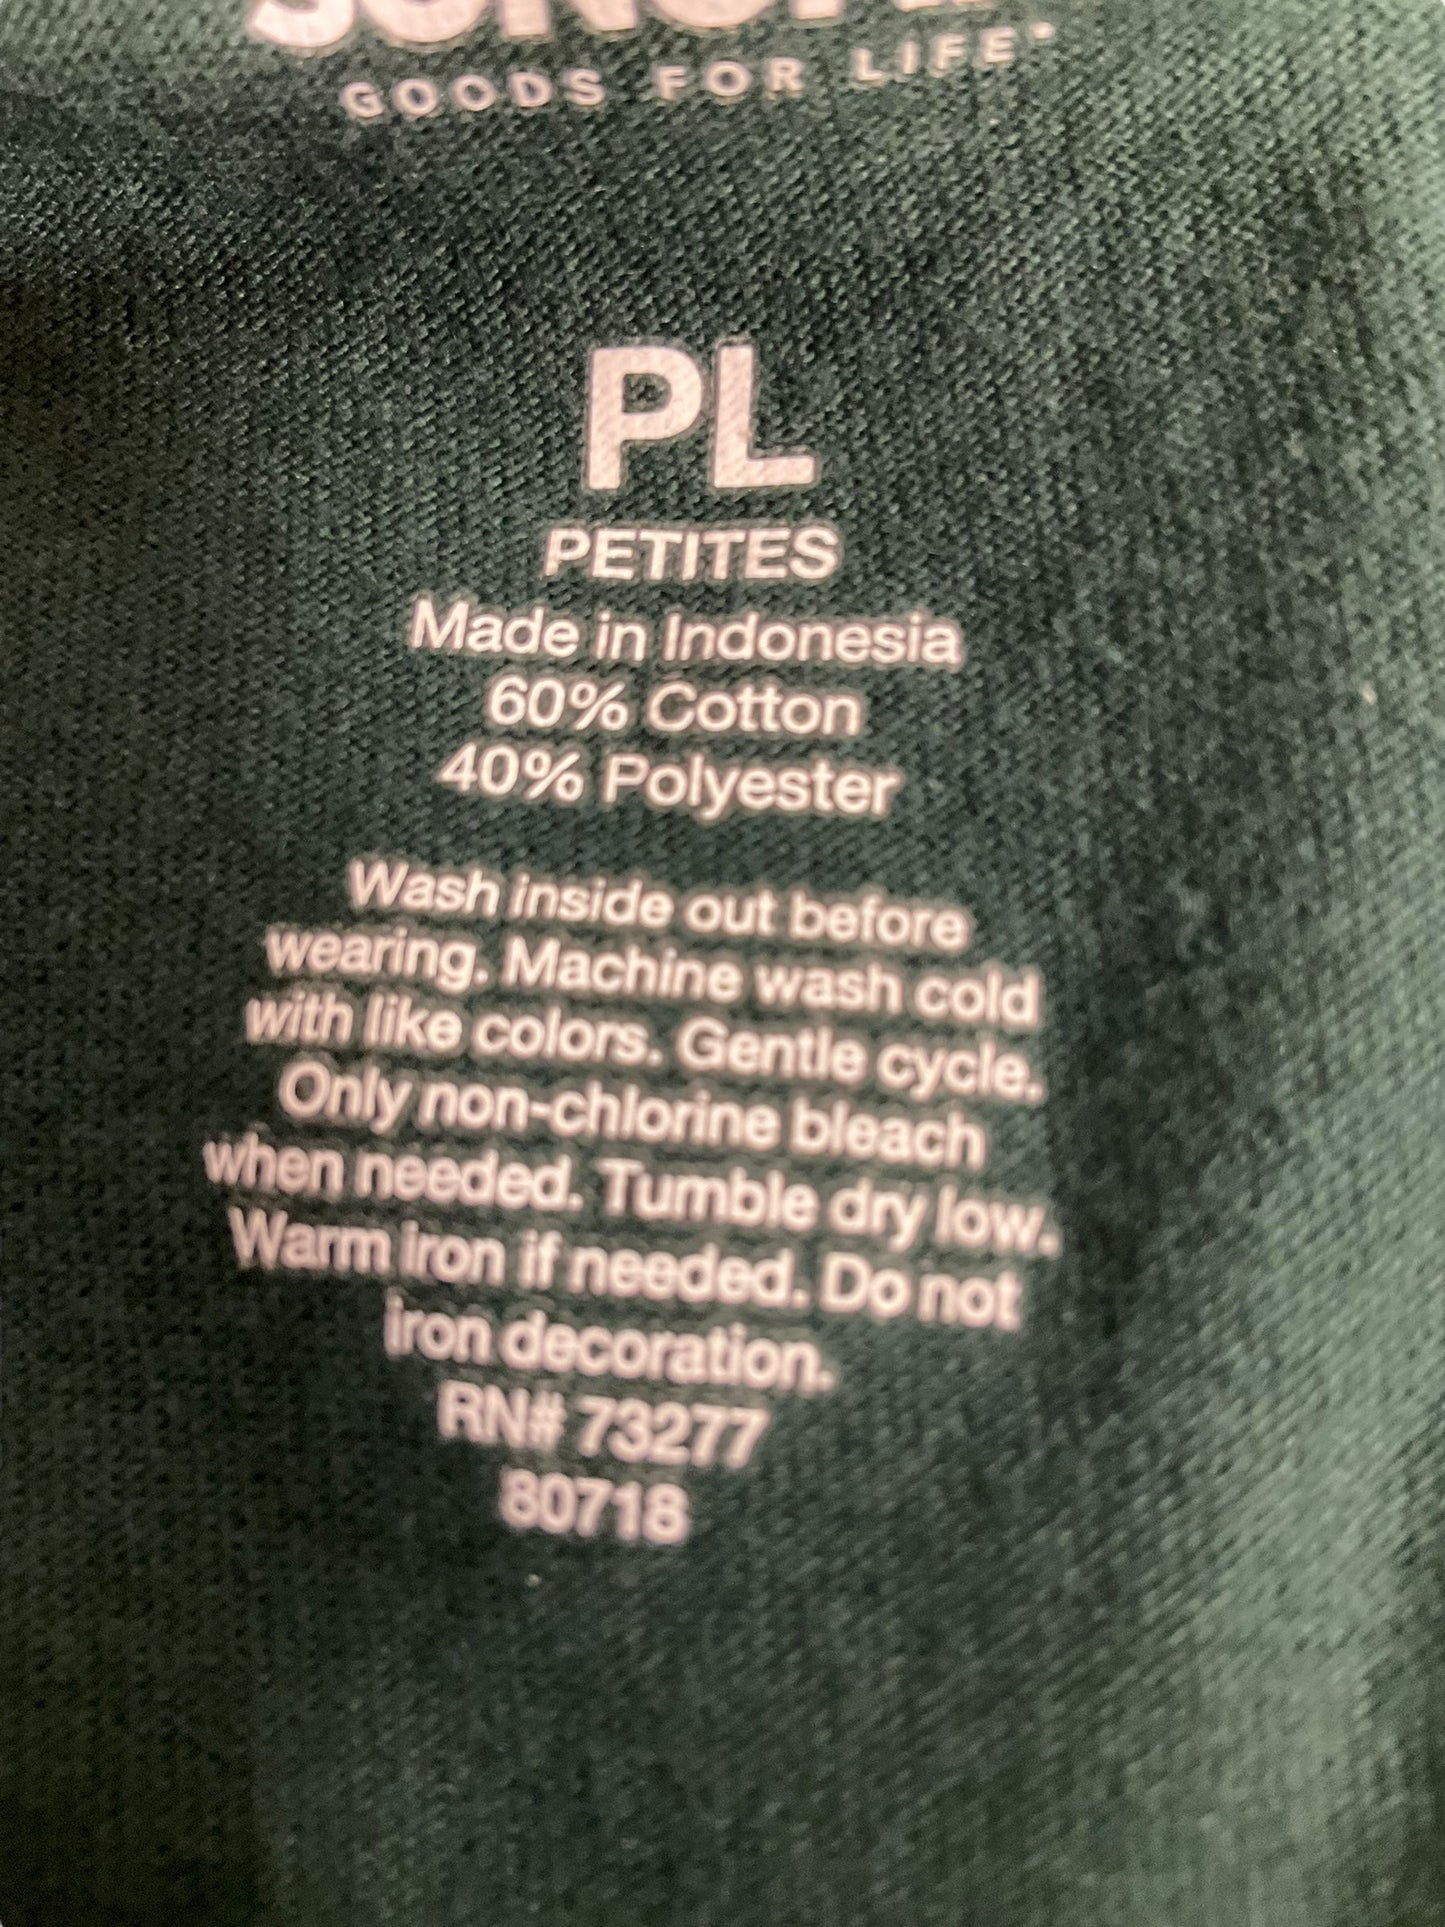 SONOMA
GOODS FOR LIFE™
PL
PETITES
Made in Indonesia
60% Cotton
40% Polyester
Wash inside out before
wearing. Machine wash cold
with like colors. Gentle cycle.
Only non-chlorine bleach
when needed. Tumble dry low.
Warm iron if needed. Do not
iron decoration.
RN# 73277
80718